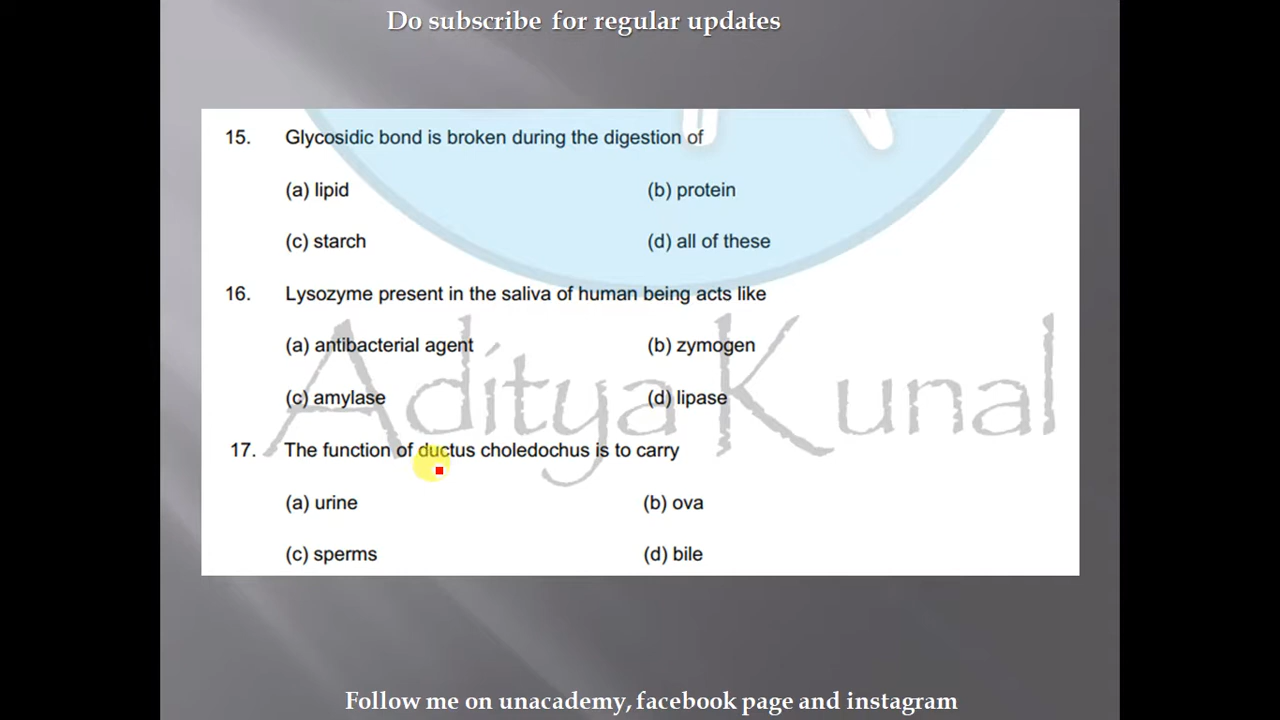 Do subscribe for regular updates
15. Glycosidic bond is broken during the digestion of
(a) lipid (b) protein
(c) starch (d) all of these
16. Lysozyme present in the saliva of human being acts like
(a) antibacterial agent (b) zymogen
(c) amylase (d) lipase
Aditya Kunal
17. The function of ductus choledochus is to carry
(a) urine (b) ova
(c) sperms (d) bile
Follow me on unacademy, facebook page and instagram